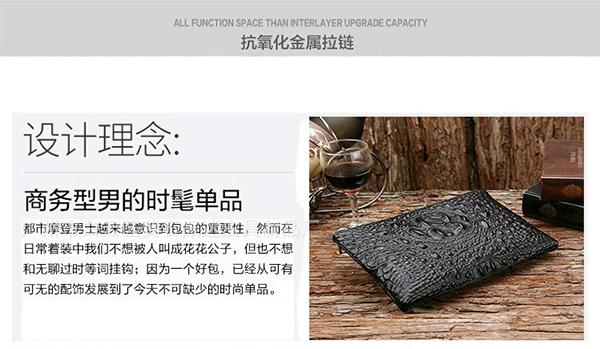 ALL FUNCTION SPACE THAN INTERLAYER UPGRADE CAPACITY
抗氧化金属拉链
设计理念:
商务型男的时髦单品
都市摩登男士越来越意识到包包的重要性，然而在
日常着装中我们不想被人叫成花花公子，但也不想
和无聊过时等词挂钩；因为一个好包，已经从可有
可无的配饰发展到了今天不可缺少的时尚单品。